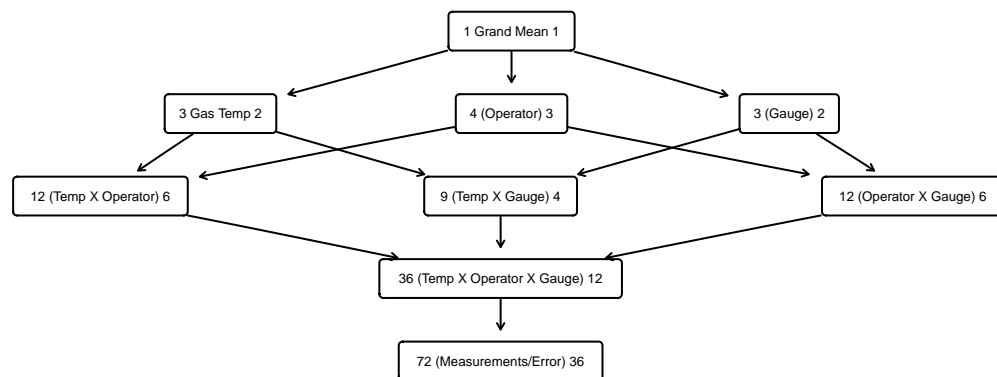 1 Grand Mean 1
3 Gas Temp 2
4 (Operator) 3
3 (Gauge) 2
12 (Temp X Operator) 6
9 (Temp X Gauge) 4
12 (Operator X Gauge) 6
36 (Temp X Operator X Gauge) 12
72 (Measurements/Error) 36